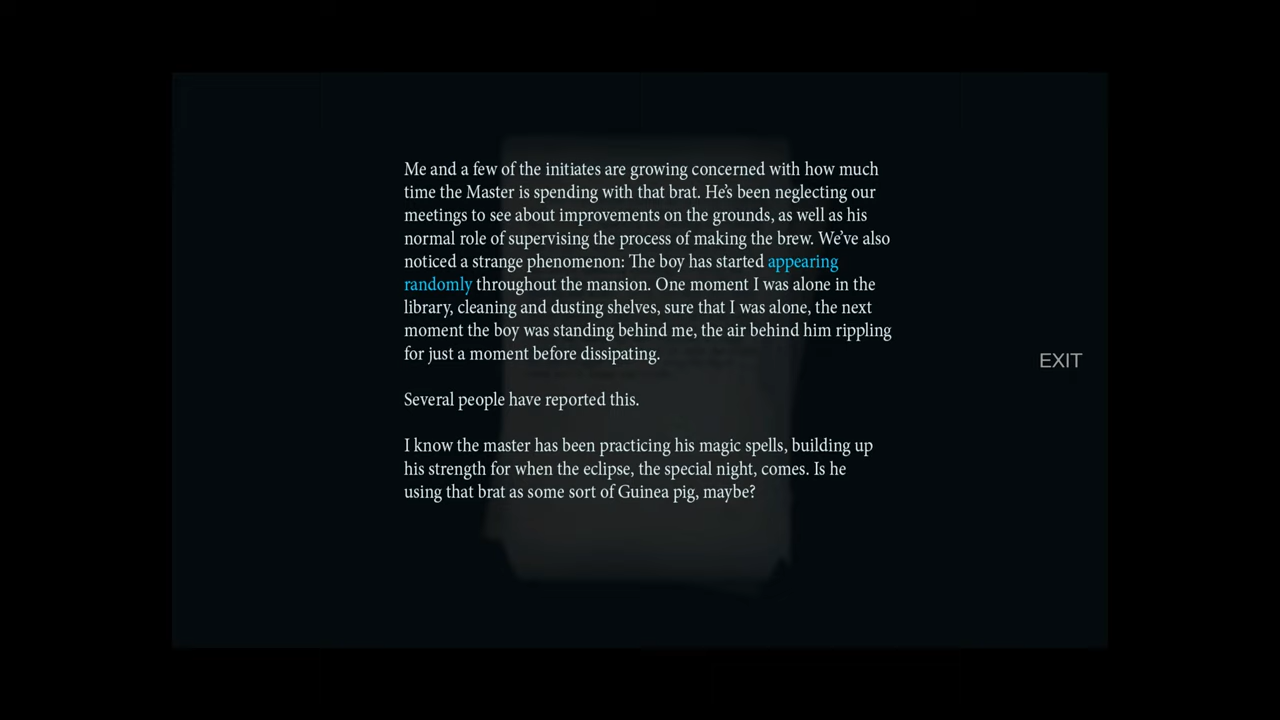 Me and a few of the initiates are growing concerned with how much
time the Master is spending with that brat. He's been neglecting our
meetings to see about improvements on the grounds, as well as his
normal role of supervising the process of making the brew. We've also
noticed a strange phenomenon: The boy has started appearing
randomly throughout the mansion. One moment I was alone in the
library, cleaning and dusting shelves, sure that I was alone, the next
moment the boy was standing behind me, the air behind him rippling
for just a moment before dissipating.
EXIT
Several people have reported this.
I know the master has been practicing his magic spells, building up
his strength for when the eclipse, the special night, comes. Is he
using that brat as some sort of Guinea pig, maybe?